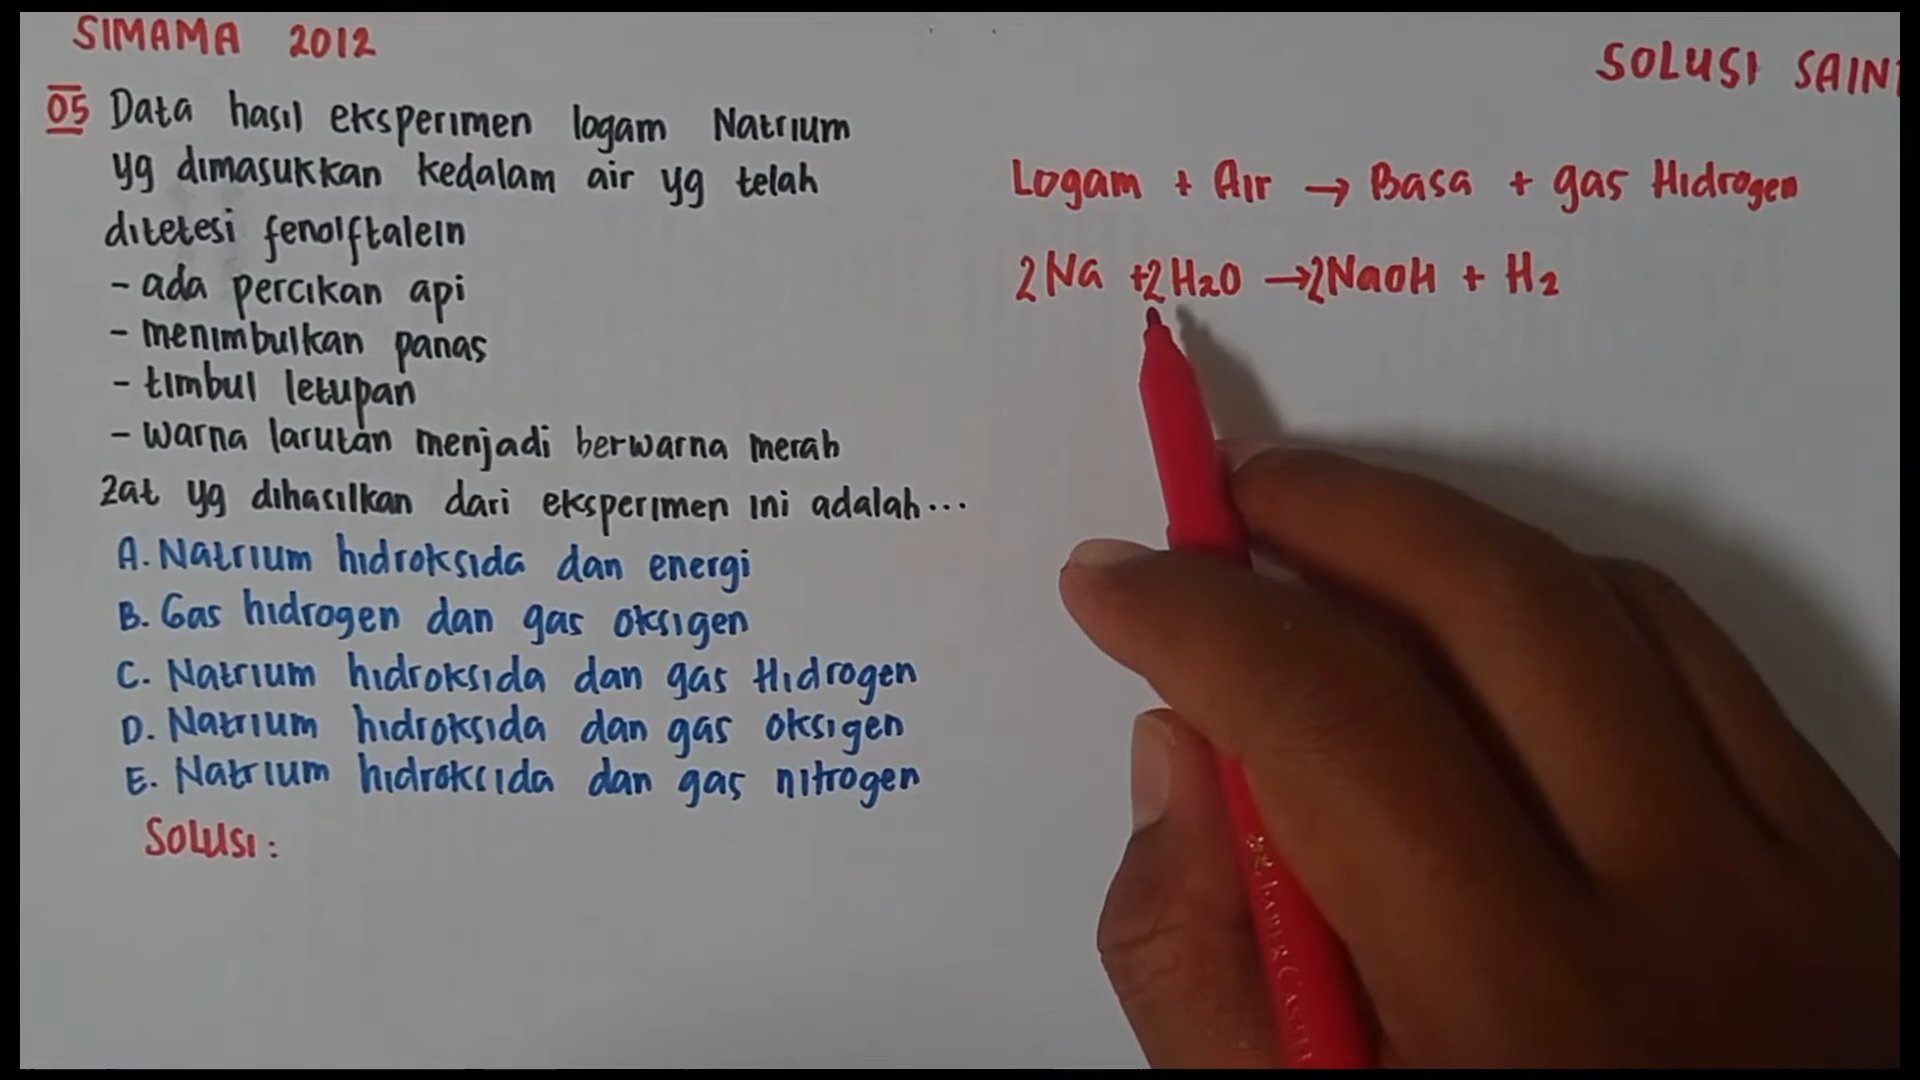 SIMAMA 2012
SOLUSI SAIN
05 Data hasil eksperimen logam Natrium
yg dimasukkan kedalam air yg telah
ditetesi fenolftalein
- ada percikan api
- menimbulkan panas
- timbul letupan
- warna larutan menjadi berwarna merah
Zat yg dihasilkan dari eksperimen ini adalah...
A. Natrium hidroksida dan energi
B. Gas hidrogen dan gas oksigen
C. Natrium hidroksida dan gas Hidrogen
D. Natrium hidroksida dan gas oksigen
E. Natrium hidroksida dan gas nitrogen
Solusi:
Logam + Air → Basa + gas Hidrogen
2Na +2H2O →2NaOH + H2
FABER CASTE